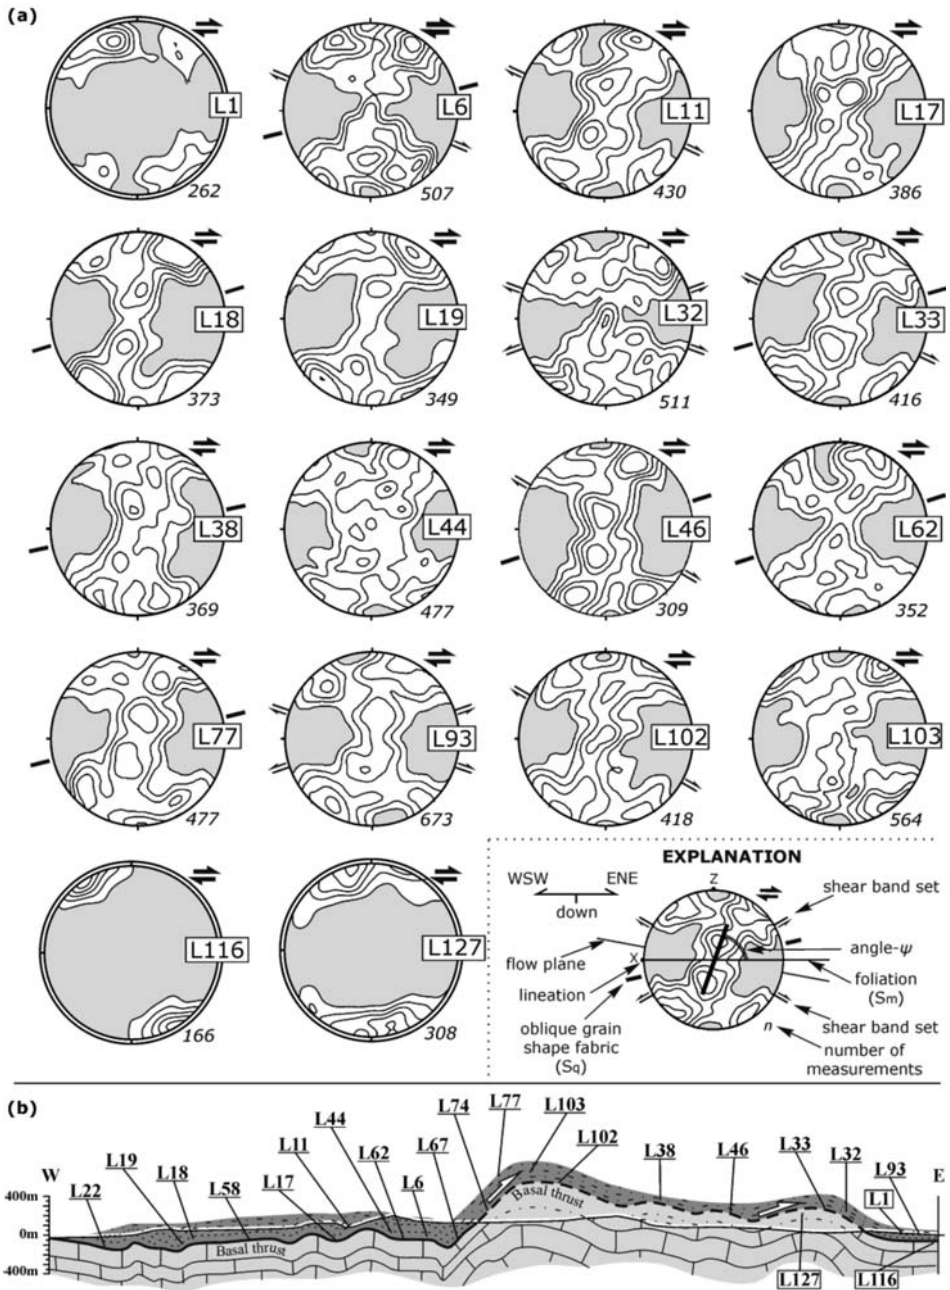 (a)
L1
262
L6
507
L11
430
L17
386
L18
373
L19
349
L32
511
L33
416
L38
369
L44
477
L46
309
L62
352
L77
477
L93
673
L102
418
L103
564
L116
166
L127
308
EXPLANATION
WSW
ENE
down
Z
X
n
shear band set
angle-ψ
flow plane
foliation
(Sm)
lineation
oblique grain
shape fabric
(Sq)
shear band set
number of
measurements
(b)
W
E
L22
L19
L18
L58
L17
L11
L44
L62
L6
L67
L74
L77
L103
L102
L38
L46
L33
L32
L93
L1
L127
L116
400m
0m
-400m
Basal thrust
Basal thrust